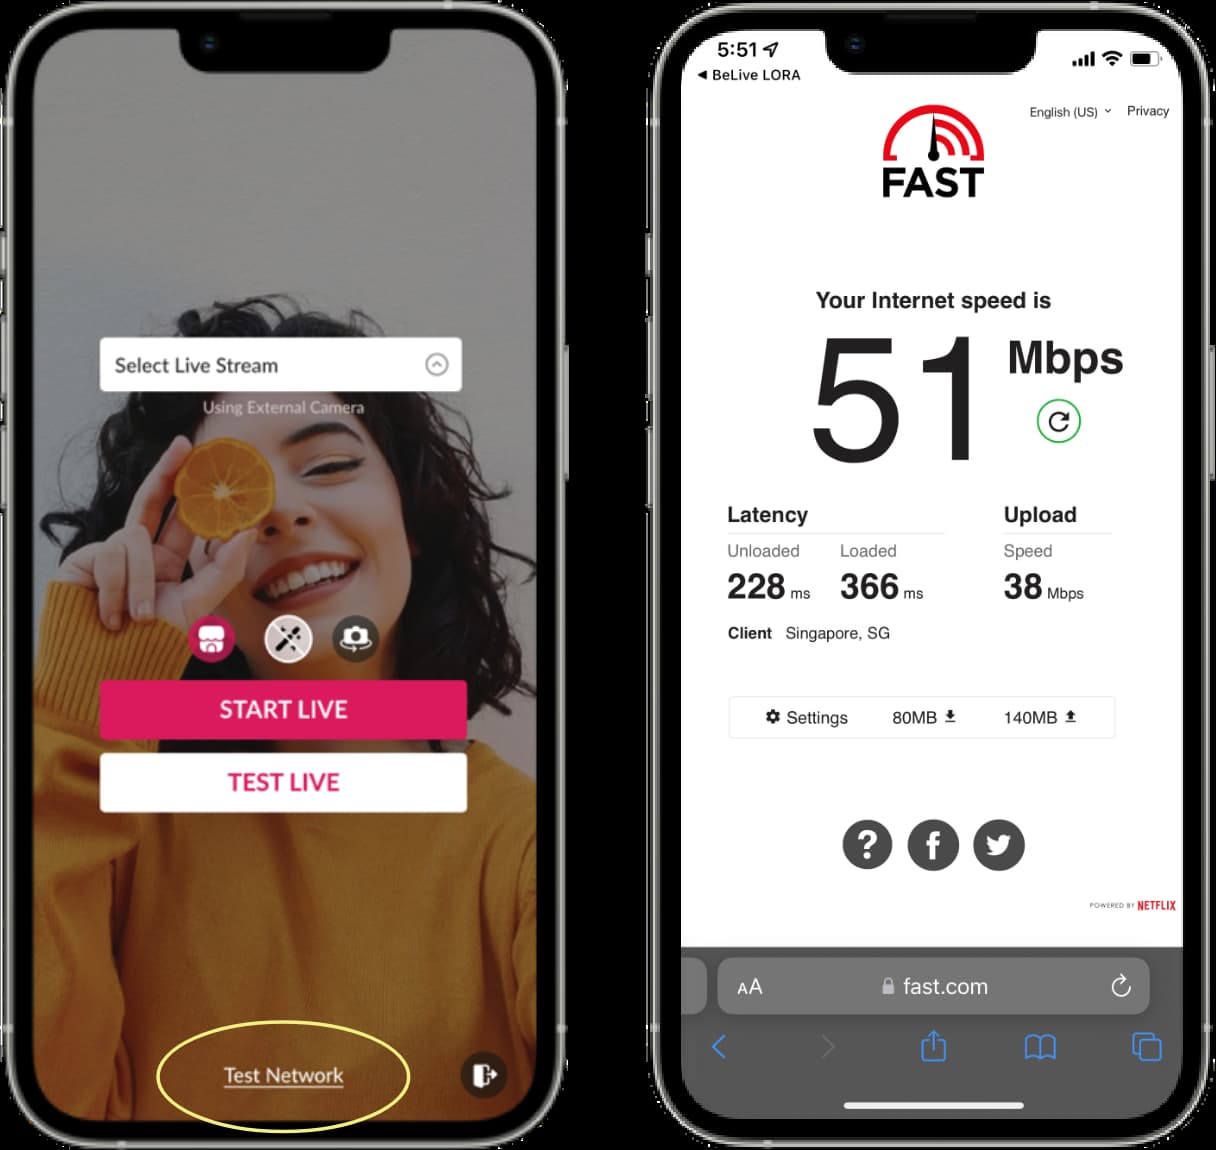 Select Live Stream
Using External Camera
START LIVE
TEST LIVE
Test Network
5:51
BeLive LORA
English (US) Privacy
FAST
Your Internet speed is
51 Mbps
Latency Upload
Unloaded Loaded Speed
228 ms 366 ms 38 Mbps
Client Singapore, SG
Settings 80MB 140MB
?
f
POWERED BY NETFLIX
AA fast.com